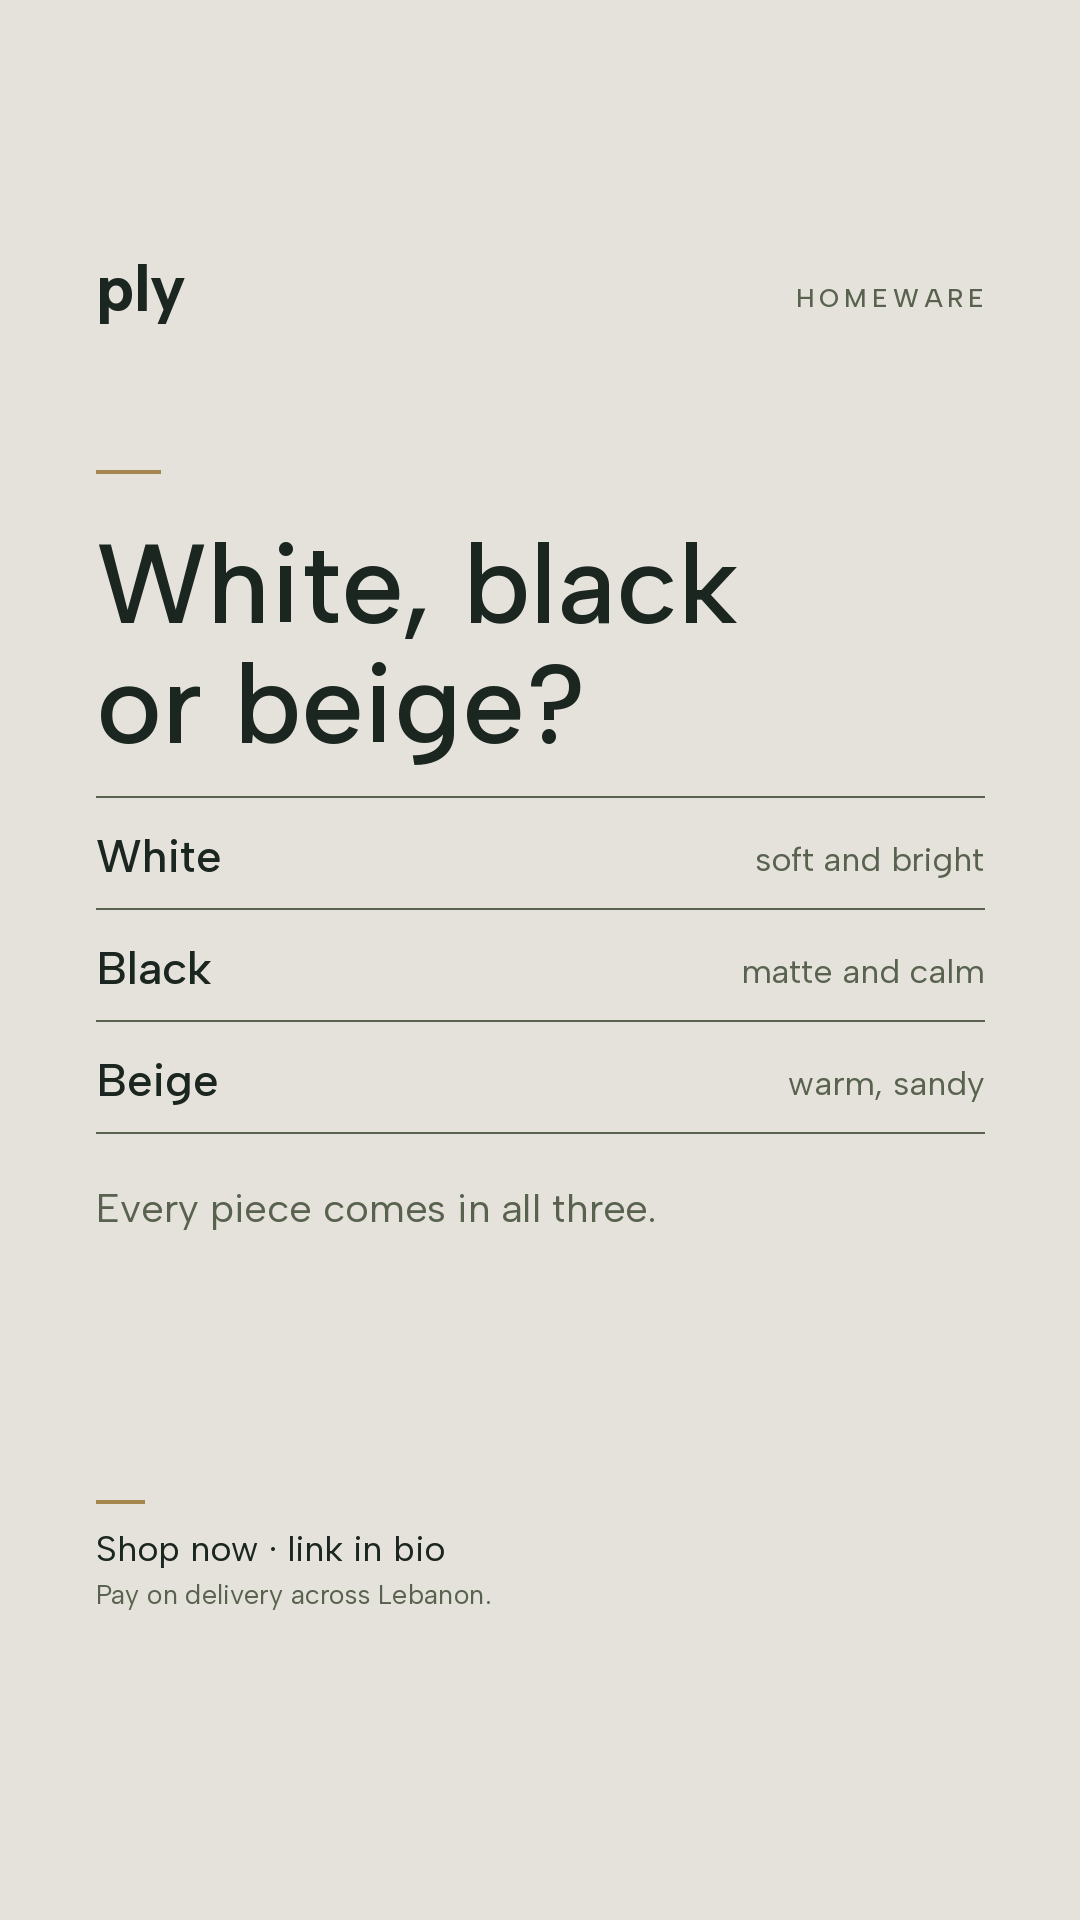 ply
HOMEWARE
White, black
or beige?
White
soft and bright
Black
matte and calm
Beige
warm, sandy
Every piece comes in all three.
Shop now · link in bio
Pay on delivery across Lebanon.